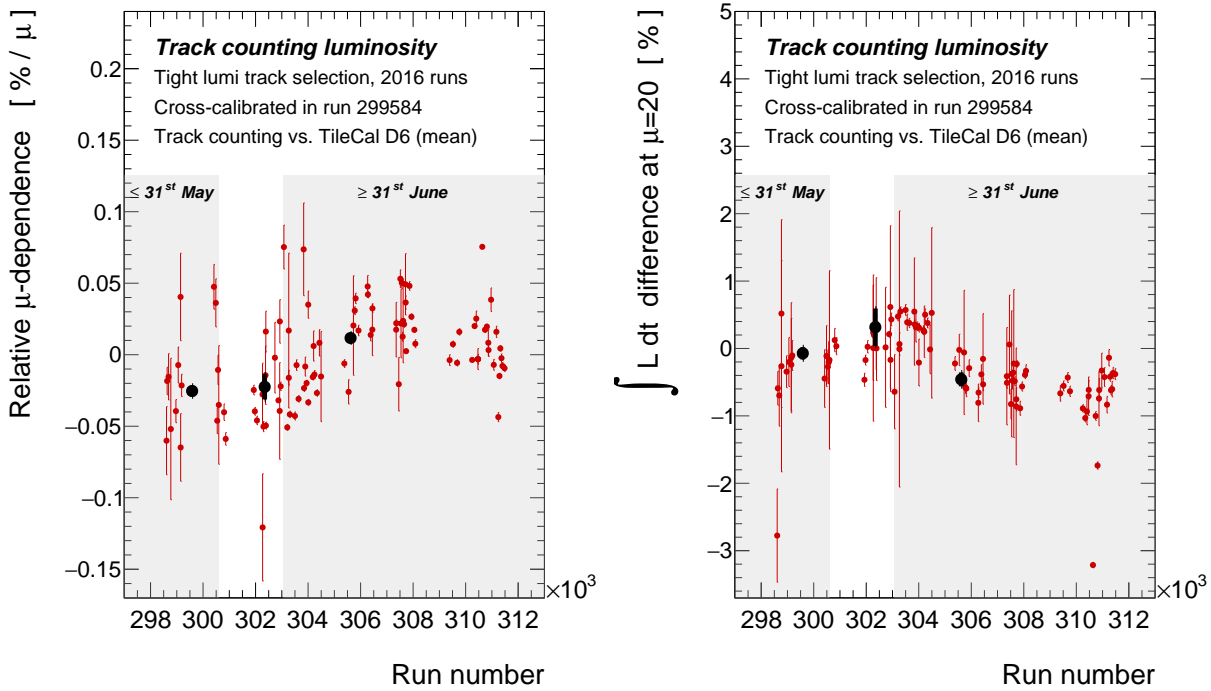 Relative μ-dependence [ % / μ ]
Track counting luminosity
Tight lumi track selection, 2016 runs
Cross-calibrated in run 299584
Track counting vs. TileCal D6 (mean)
≤ 31st May
≥ 31st June
0.2
0.15
0.1
0.05
0
−0.05
−0.1
−0.15
298 300 302 304 306 308 310 312
×10³
Run number
∫ L dt difference at μ=20 [ % ]
Track counting luminosity
Tight lumi track selection, 2016 runs
Cross-calibrated in run 299584
Track counting vs. TileCal D6 (mean)
≤ 31st May
≥ 31st June
5
4
3
2
1
0
−1
−2
−3
298 300 302 304 306 308 310 312
×10³
Run number